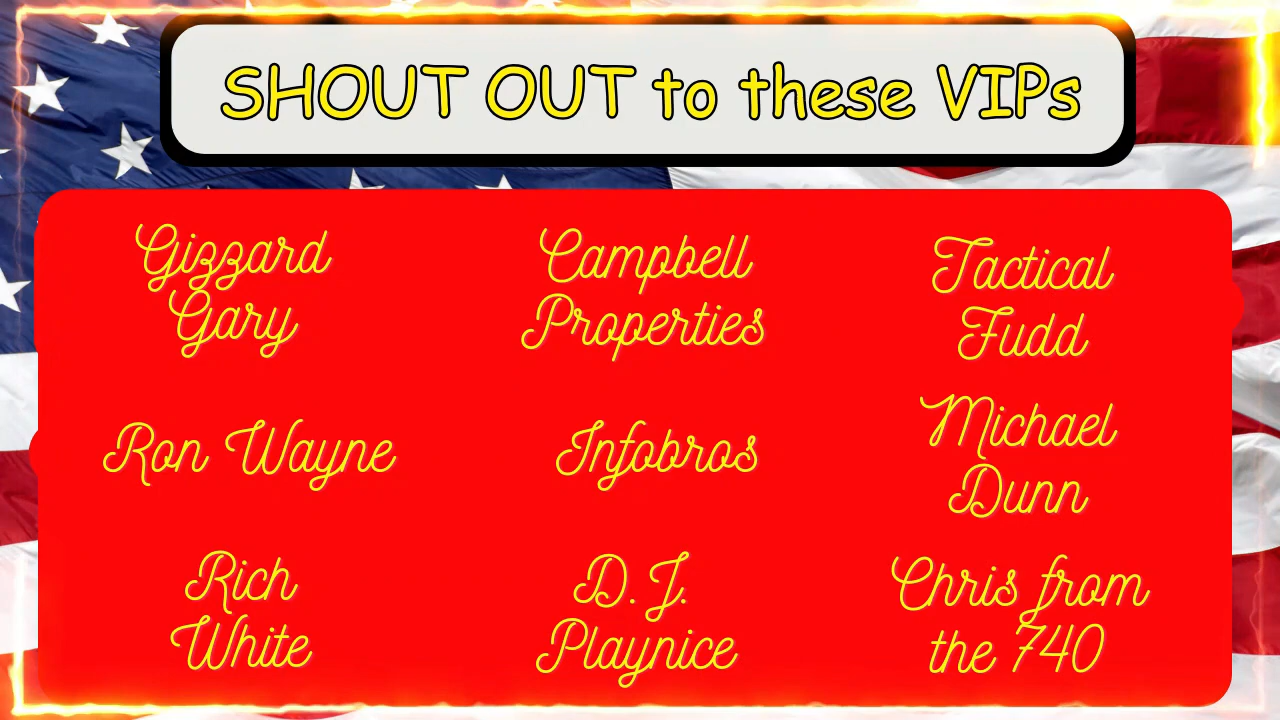 SHOUT OUT to these VIPs
Gizzard
Gary
Campbell
Properties
Tactical
Fudd
Ron Wayne
Infobros
Michael
Dunn
Rich
White
D. J.
Playnice
Chris from
the 740